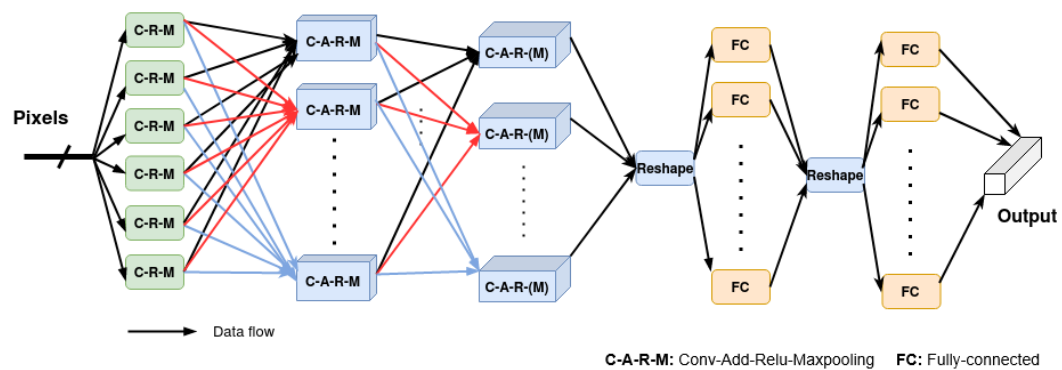 Pixels
C-R-M
C-R-M
C-R-M
C-R-M
C-R-M
C-R-M
C-A-R-M
C-A-R-M
C-A-R-M
C-A-R-(M)
C-A-R-(M)
C-A-R-(M)
Reshape
FC
FC
FC
Reshape
FC
FC
FC
Output
Data flow
C-A-R-M: Conv-Add-Relu-Maxpooling FC: Fully-connected